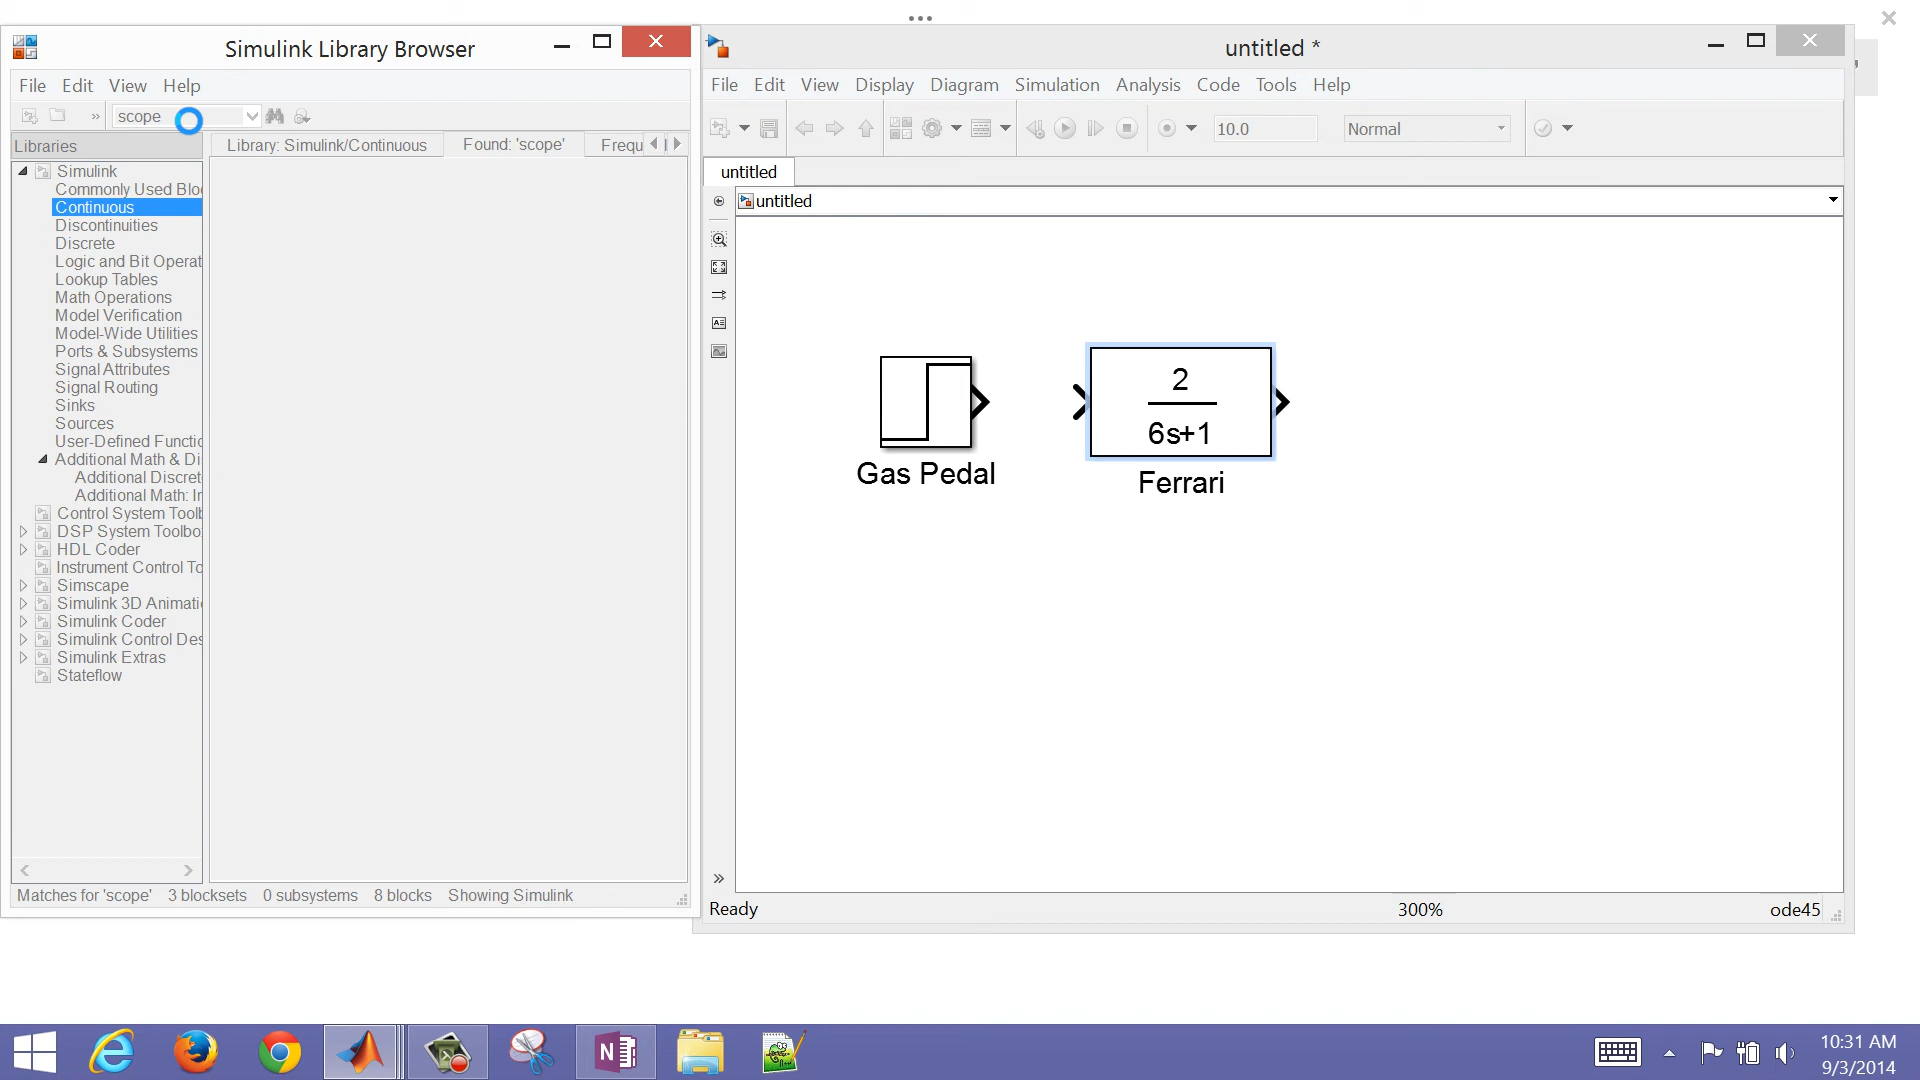 Simulink Library Browser
File Edit View Help
scope
Libraries
Library: Simulink/Continuous
Found: 'scope'
Frequ
Simulink
Commonly Used Blo
Continuous
Discontinuities
Discrete
Logic and Bit Operat
Lookup Tables
Math Operations
Model Verification
Model-Wide Utilities
Ports & Subsystems
Signal Attributes
Signal Routing
Sinks
Sources
User-Defined Functio
Additional Math & Di
Additional Discret
Additional Math: Ir
Control System Toolb
DSP System Toolbo
HDL Coder
Instrument Control To
Simscape
Simulink 3D Animati
Simulink Coder
Simulink Control Des
Simulink Extras
Stateflow
Matches for 'scope' 3 blocksets 0 subsystems 8 blocks Showing Simulink
untitled *
File Edit View Display Diagram Simulation Analysis Code Tools Help
10.0
Normal
untitled
untitled
2
6s+1
Gas Pedal
Ferrari
Ready
300%
ode45
10:31 AM
9/3/2014